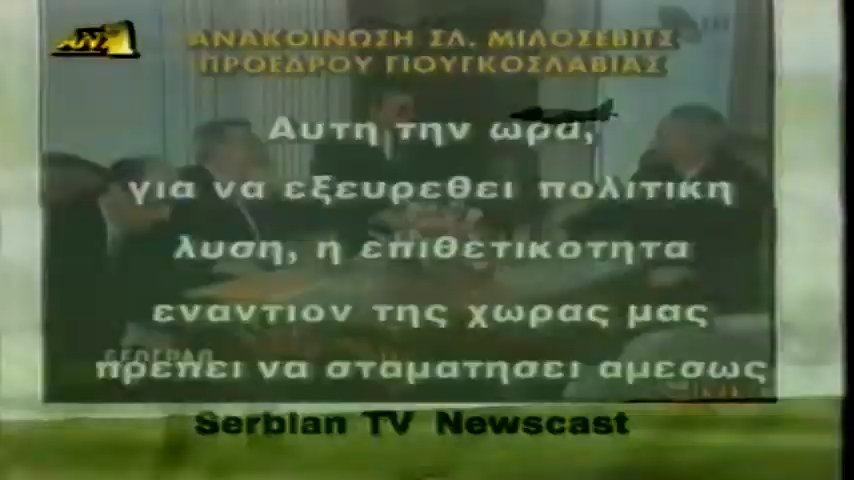 ΑΝΤ1
ΑΝΑΚΟΙΝΩΣΗ ΣΛ. ΜΙΛΟΣΕΒΙΤΣ
ΠΡΟΕΔΡΟΥ ΓΙΟΥΓΚΟΣΛΑΒΙΑΣ
Αυτη την ωρα,
για να εξευρεθει πολιτικη
λυση, η επιθετικοτητα
εναντιον της χωρας μας
πρεπει να σταματησει αμεσως
Serbian TV Newscast